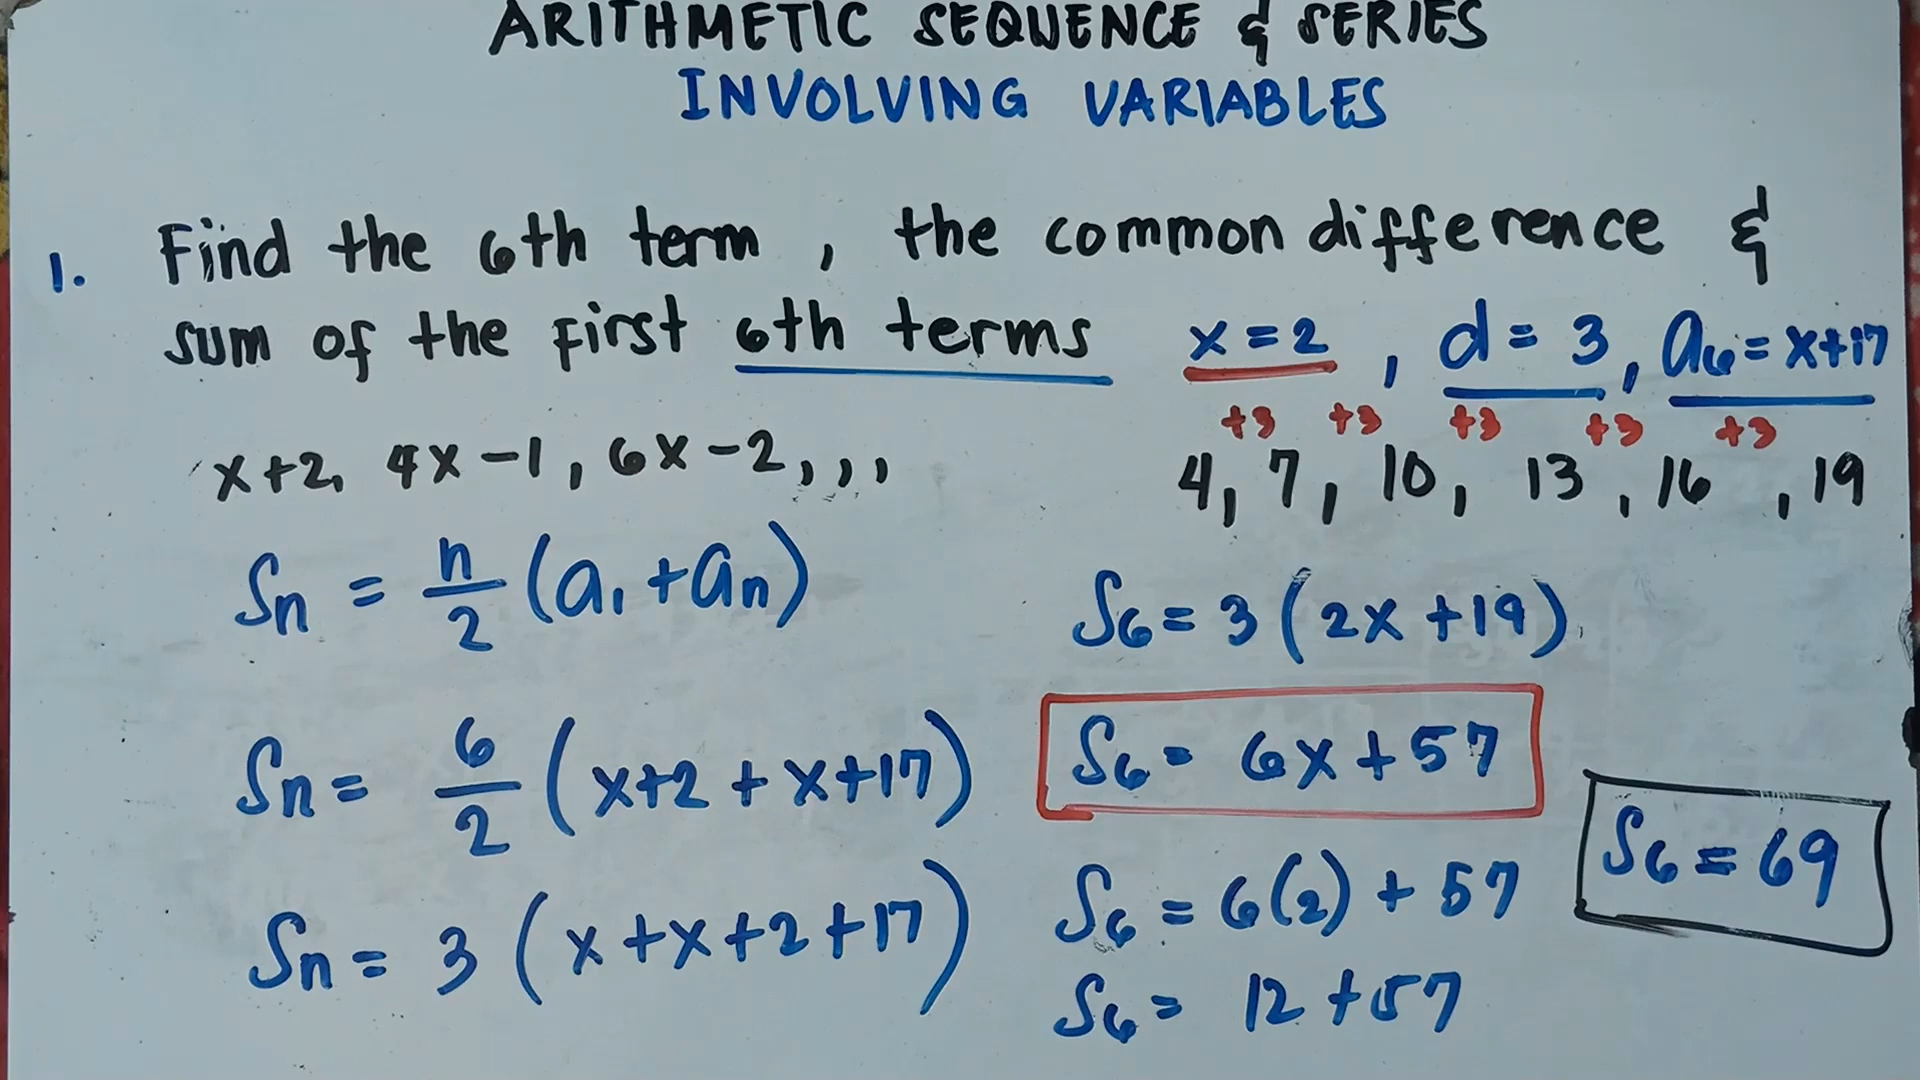 ARITHMETIC SEQUENCE & SERIES
INVOLVING VARIABLES
1. Find the 6th term, the common difference &
sum of the first 6th terms
x=2, d=3, a₆=x+17
x+2, 4x-1, 6x-2,,,
+3 +3 +3 +3 +3
4, 7, 10, 13, 16, 19
Sn = n/2 (a₁+an)
Sn = 6/2 (x+2+x+17)
Sn = 3 (x+x+2+17)
S₆ = 3 (2x+19)
S₆ = 6x+57
S₆ = 6(2)+57
S₆ = 12+57
S₆ = 69